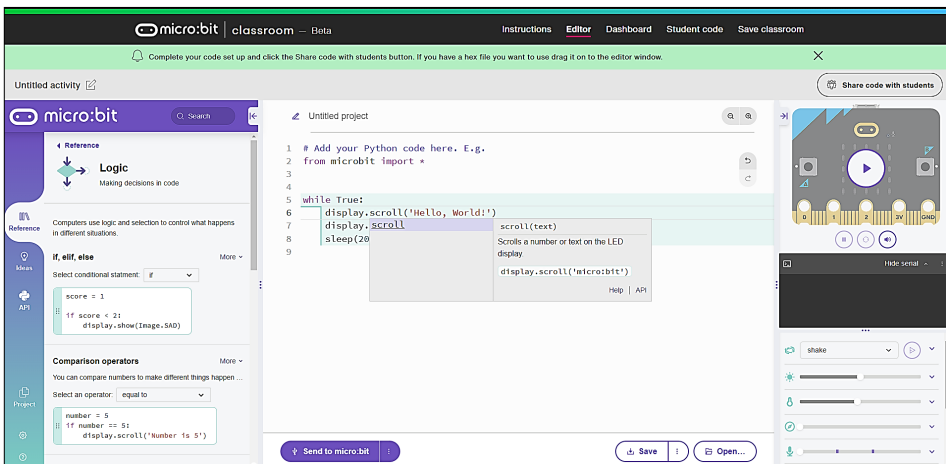 micro:bit | classroom – Beta
Instructions Editor Dashboard Student code Save classroom
Complete your code set up and click the Share code with students button. If you have a hex file you want to use drag it on to the editor window.
Untitled activity
Share code with students
micro:bit
Search
Reference
Logic
Making decisions in code
Computers use logic and selection to control what happens
in different situations.
if, elif, else More
Select conditional statment: if
score = 1
if score < 2:
display.show(Image.SAD)
Comparison operators More
You can compare numbers to make different things happen ...
Select an operator: equal to
number = 5
if number == 5:
display.scroll('Number is 5')
Reference
Ideas
API
Project
Untitled project
1 # Add your Python code here. E.g.
2 from microbit import *
3
4
5 while True:
6 display.scroll('Hello, World!')
7 display.scroll
8 sleep(20
9
scroll(text)
Scrolls a number or text on the LED
display.
display.scroll('micro:bit')
Help | API
Send to micro:bit
Save
Open...
0 1 2 3V GND
Hide serial
shake